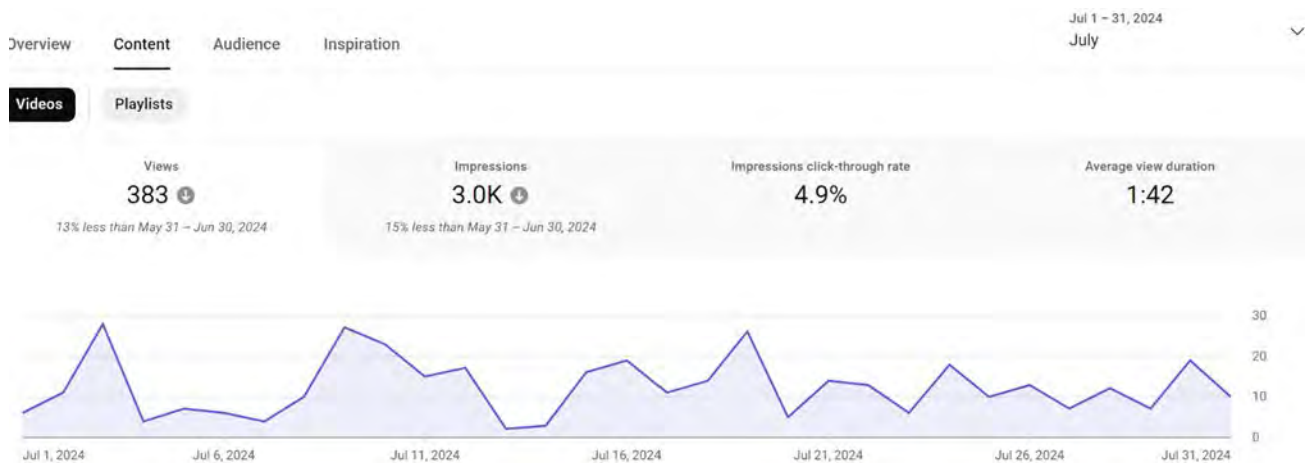 Jul 1 – 31, 2024
Overview Content Audience Inspiration
July
Videos Playlists
Views Impressions Impressions click-through rate Average view duration
383 3.0K 4.9% 1:42
13% less than May 31 – Jun 30, 2024 15% less than May 31 – Jun 30, 2024
30
20
10
0
Jul 1, 2024 Jul 6, 2024 Jul 11, 2024 Jul 16, 2024 Jul 21, 2024 Jul 26, 2024 Jul 31, 2024